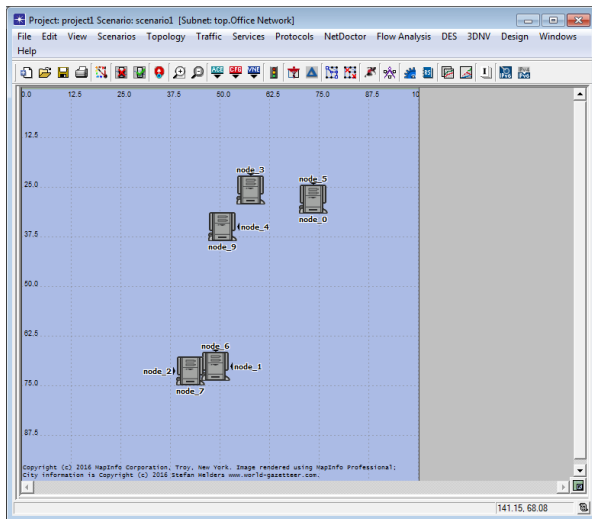 Project: project1 Scenario: scenario1 [Subnet: top.Office Network]
File Edit View Scenarios Topology Traffic Services Protocols NetDoctor Flow Analysis DES 3DNV Design Windows
Help
0.0 12.5 25.0 37.5 50.0 62.5 75.0 87.5 10
12.5
node_3
node_5
25.0
node_0
node_4
37.5
node_9
50.0
62.5
node_6
node_2
node_1
75.0
node_7
87.5
Copyright (c) 2016 MapInfo Corporation, Troy, New York. Image rendered using MapInfo Professional;
City information is Copyright (c) 2016 Stefan Helders www.world-gazetteer.com.
141.15, 68.08